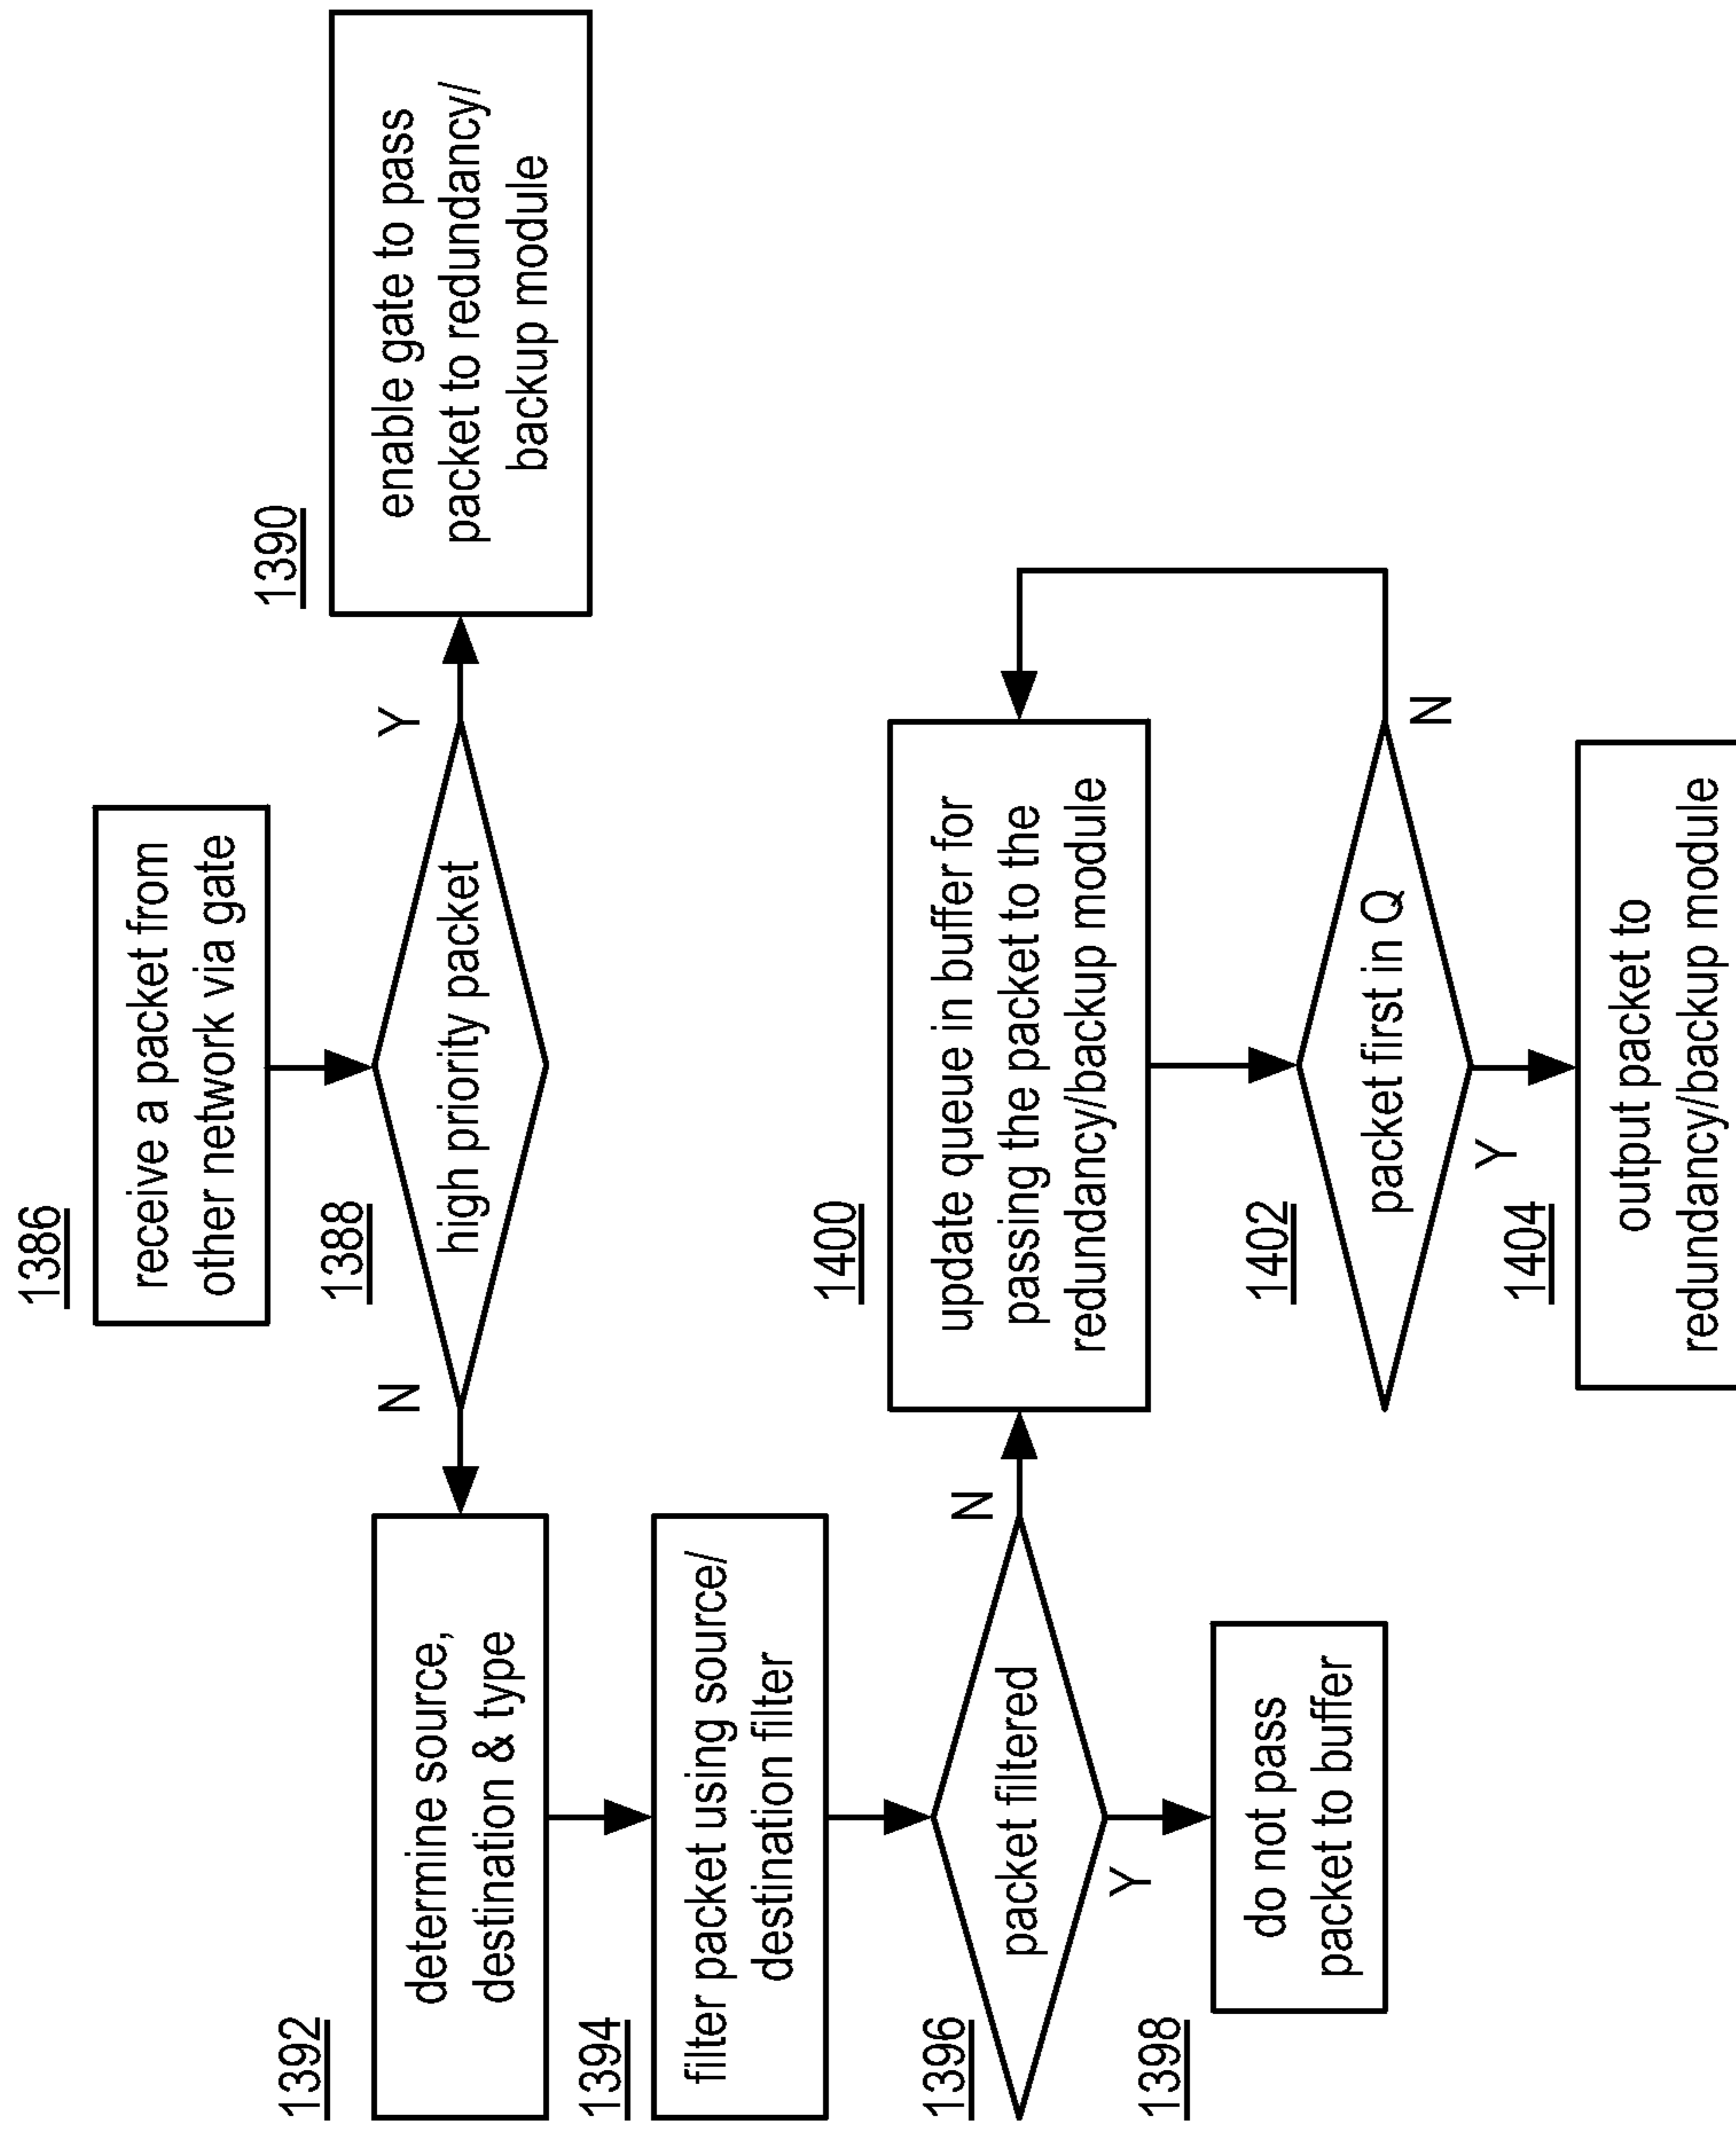 1386
receive a packet from
other network via gate
1388
high priority packet
Y
1390
enable gate to pass
packet to redundancy/
backup module
N
1392
determine source,
destination & type
1394
filter packet using source/
destination filter
1396
packet filtered
Y
1398
do not pass
packet to buffer
N
1400
update queue in buffer for
passing the packet to the
redundancy/backup module
1402
packet first in Q
N
Y
1404
output packet to
redundancy/backup module